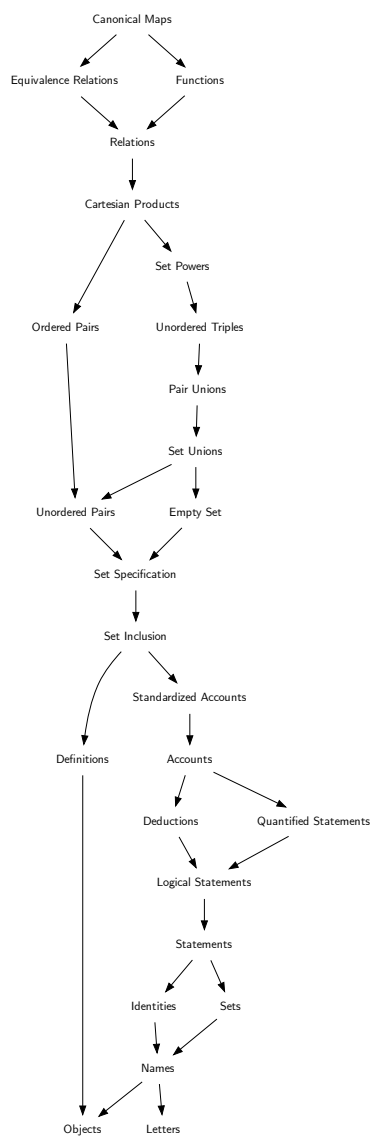 Canonical Maps
Equivalence Relations
Functions
Relations
Cartesian Products
Set Powers
Ordered Pairs
Unordered Triples
Pair Unions
Set Unions
Unordered Pairs
Empty Set
Set Specification
Set Inclusion
Standardized Accounts
Definitions
Accounts
Deductions
Quantified Statements
Logical Statements
Statements
Identities
Sets
Names
Objects
Letters